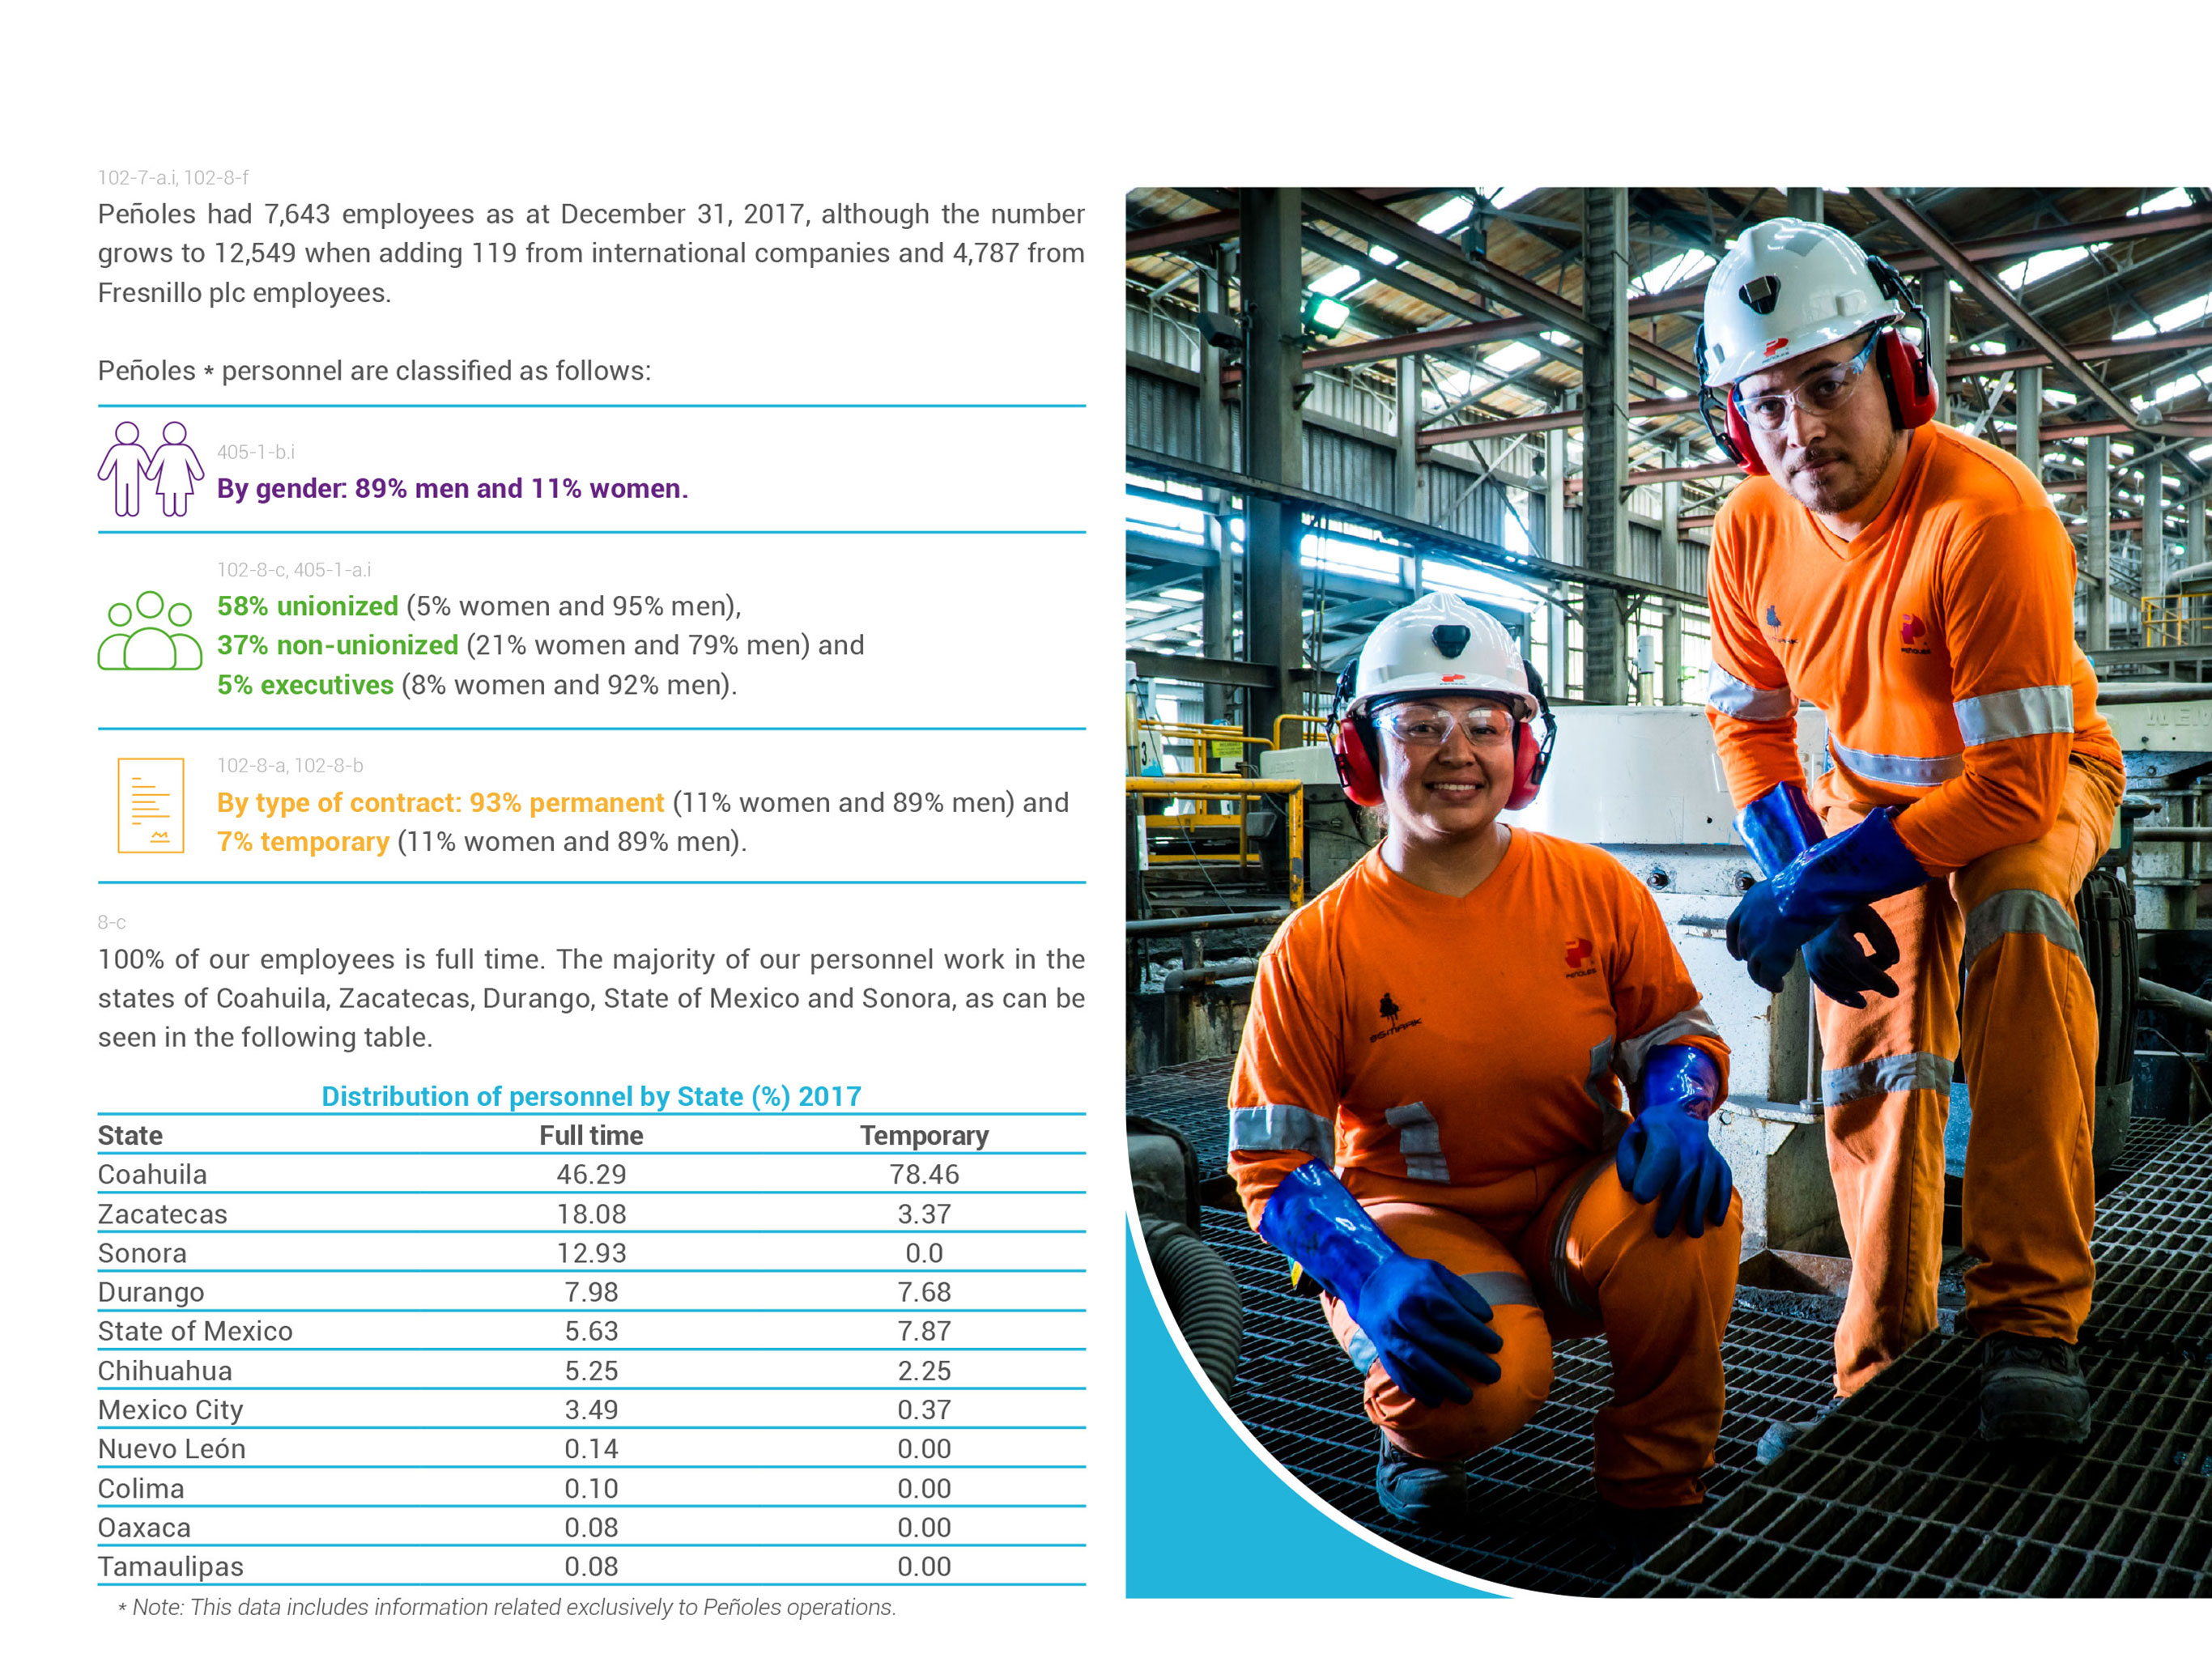 102-7-a.i, 102-8-f
Peñoles had 7,643 employees as at December 31, 2017, although the number
grows to 12,549 when adding 119 from international companies and 4,787 from
Fresnillo plc employees.
Peñoles * personnel are classified as follows:
405-1-b.i
By gender: 89% men and 11% women.
102-8-c, 405-1-a.i
58% unionized (5% women and 95% men),
37% non-unionized (21% women and 79% men) and
5% executives (8% women and 92% men).
102-8-a, 102-8-b
By type of contract: 93% permanent (11% women and 89% men) and
7% temporary (11% women and 89% men).
8-c
100% of our employees is full time. The majority of our personnel work in the
states of Coahuila, Zacatecas, Durango, State of Mexico and Sonora, as can be
seen in the following table.
Distribution of personnel by State (%) 2017
State Full time Temporary
Coahuila 46.29 78.46
Zacatecas 18.08 3.37
Sonora 12.93 0.0
Durango 7.98 7.68
State of Mexico 5.63 7.87
Chihuahua 5.25 2.25
Mexico City 3.49 0.37
Nuevo León 0.14 0.00
Colima 0.10 0.00
Oaxaca 0.08 0.00
Tamaulipas 0.08 0.00
* Note: This data includes information related exclusively to Peñoles operations.
PEÑOLES
PEÑOLES
3